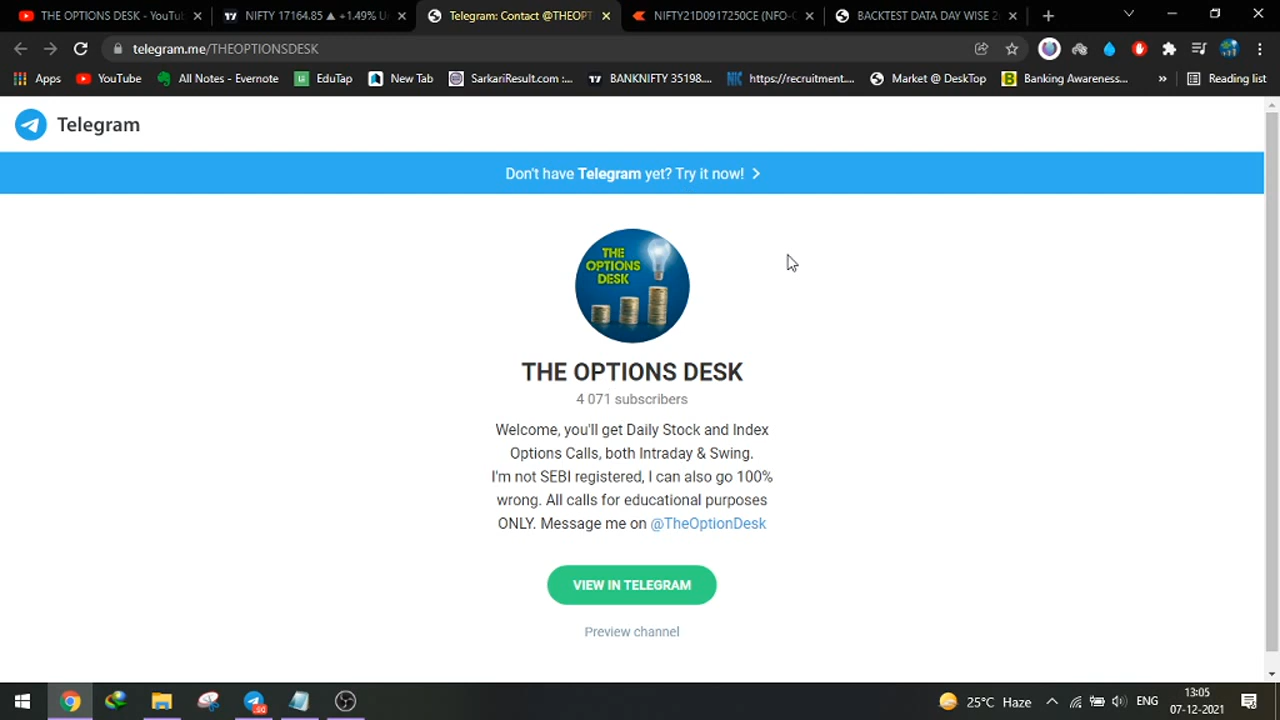 THE OPTIONS DESK - YouTu
NIFTY 17164.85 ▲ +1.49% U
Telegram: Contact @THEOPT
NIFTY21D0917250CE (NFO-
BACKTEST DATA DAY WISE 2
telegram.me/THEOPTIONSDESK
Apps
YouTube
All Notes - Evernote
EduTap
New Tab
SarkariResult.com :...
BANKNIFTY 35198....
https://recruitment....
Market @ DeskTop
Banking Awareness...
»
Reading list
Telegram
Don't have Telegram yet? Try it now!
THE
OPTIONS
DESK
THE OPTIONS DESK
4 071 subscribers
Welcome, you'll get Daily Stock and Index
Options Calls, both Intraday & Swing.
I'm not SEBI registered, I can also go 100%
wrong. All calls for educational purposes
ONLY. Message me on @TheOptionDesk
VIEW IN TELEGRAM
Preview channel
25°C Haze
ENG
13:05
07-12-2021